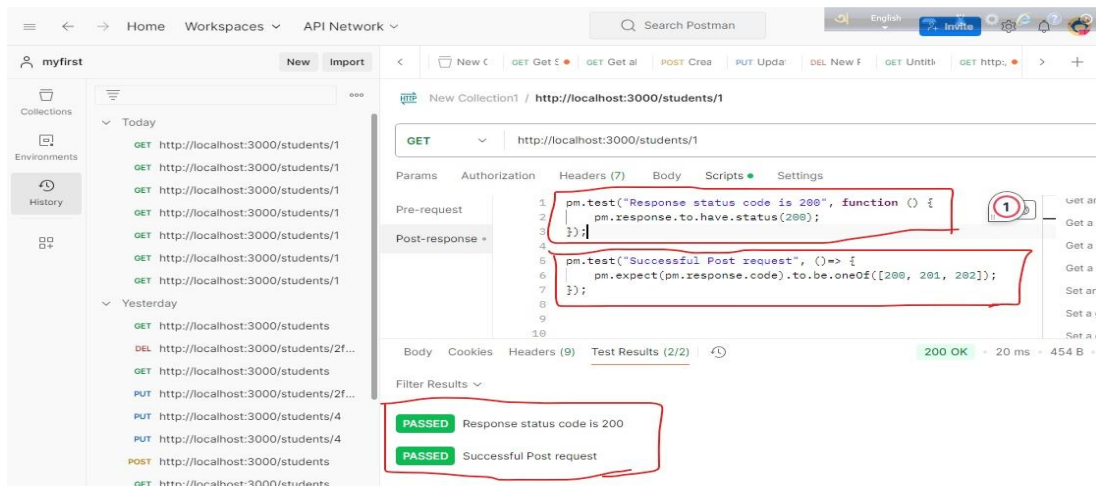 Home Workspaces API Network Search Postman English Invite
myfirst New Import New C GET Get S GET Get al POST Crea PUT Upda DEL New F GET Untitl GET http:,
HTTP New Collection1 / http://localhost:3000/students/1
Collections
Today
GET http://localhost:3000/students/1 GET http://localhost:3000/students/1
Environments
GET http://localhost:3000/students/1
GET http://localhost:3000/students/1 Params Authorization Headers (7) Body Scripts Settings
History
GET http://localhost:3000/students/1
GET http://localhost:3000/students/1
GET http://localhost:3000/students/1
Yesterday
GET http://localhost:3000/students
DEL http://localhost:3000/students/2f...
GET http://localhost:3000/students
PUT http://localhost:3000/students/2f...
PUT http://localhost:3000/students/4
PUT http://localhost:3000/students/4
POST http://localhost:3000/students
GET http://localhost:3000/students
Pre-request
Post-response
1 pm.test("Response status code is 200", function () {
2 pm.response.to.have.status(200);
3 });
4
5 pm.test("Successful Post request", ()=> {
6 pm.expect(pm.response.code).to.be.oneOf([200, 201, 202]);
7 });
8
9
10
1
Get an
Get a
Get a
Get a
Set an
Set a
Set a
Body Cookies Headers (9) Test Results (2/2) 200 OK 20 ms 454 B
Filter Results
PASSED Response status code is 200
PASSED Successful Post request